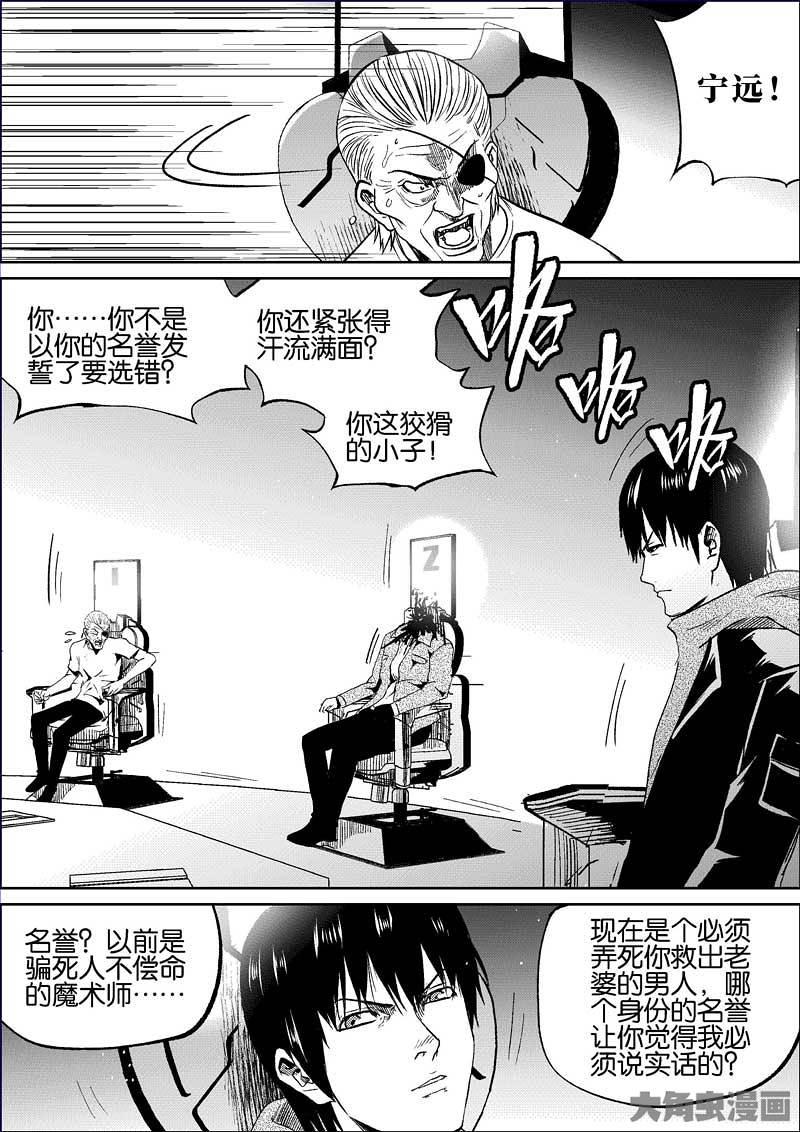 宁远！
你……你不是
以你的名誉发
誓了要选错？
你还紧张得
汗流满面？
你这狡猾
的小子！
咯
咯
咯
1
2
名誉？以前是
骗死人不偿命
的魔术师……
现在是个必须
弄死你救出老
婆的男人，哪
个身份的名誉
让你觉得我必
须说实话的？
大角虫漫画